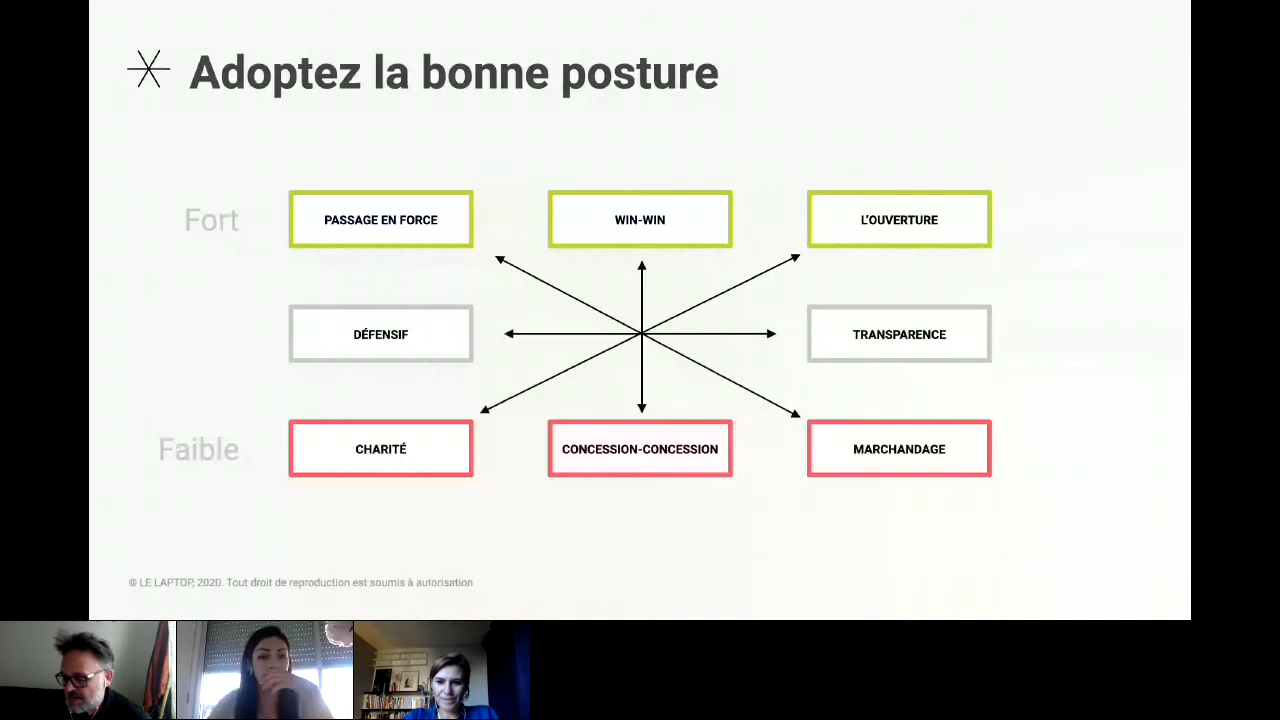 Adoptez la bonne posture
Fort
PASSAGE EN FORCE
WIN-WIN
L'OUVERTURE
DÉFENSIF
TRANSPARENCE
Faible
CHARITÉ
CONCESSION-CONCESSION
MARCHANDAGE
© LE LAPTOP, 2020. Tout droit de reproduction est soumis à autorisation